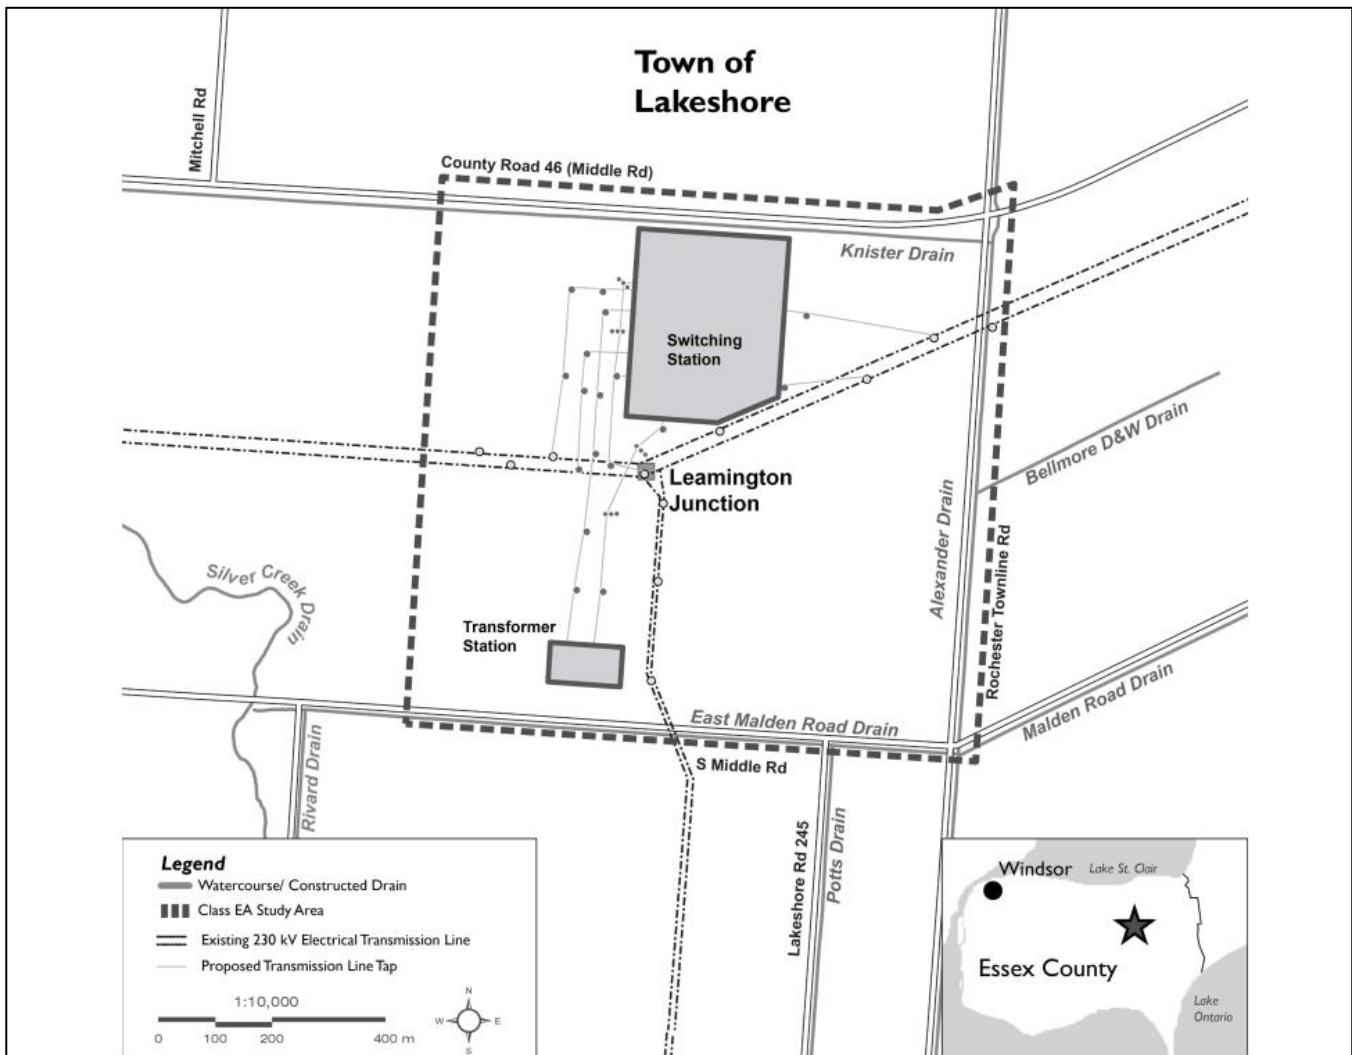 Town of
Lakeshore
Mitchell Rd
County Road 46 (Middle Rd)
Knister Drain
Switching
Station
Bellmore D&W Drain
Leamington
Junction
Alexander Drain
Silver Creek Drain
Rochester Townline Rd
Transformer
Station
Malden Road Drain
East Malden Road Drain
S Middle Rd
Rivard Drain
Lakeshore Rd 245
Potts Drain
Legend
Watercourse/ Constructed Drain
Class EA Study Area
Existing 230 kV Electrical Transmission Line
Proposed Transmission Line Tap
1:10,000
0 100 200 400 m
N
W E
S
Windsor
Lake St. Clair
Essex County
Lake
Ontario